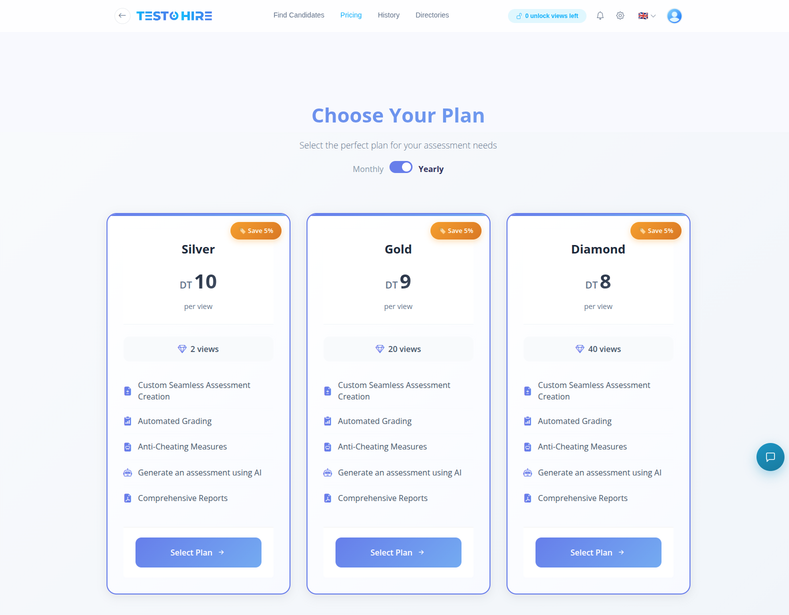 TESTOHIRE
Find Candidates Pricing History Directories
0 unlock views left
Choose Your Plan
Select the perfect plan for your assessment needs
Monthly Yearly
Save 5%
Silver
DT 10
per view
2 views
Custom Seamless Assessment
Creation
Automated Grading
Anti-Cheating Measures
Generate an assessment using AI
Comprehensive Reports
Select Plan →
Save 5%
Gold
DT 9
per view
20 views
Custom Seamless Assessment
Creation
Automated Grading
Anti-Cheating Measures
Generate an assessment using AI
Comprehensive Reports
Select Plan →
Save 5%
Diamond
DT 8
per view
40 views
Custom Seamless Assessment
Creation
Automated Grading
Anti-Cheating Measures
Generate an assessment using AI
Comprehensive Reports
Select Plan →